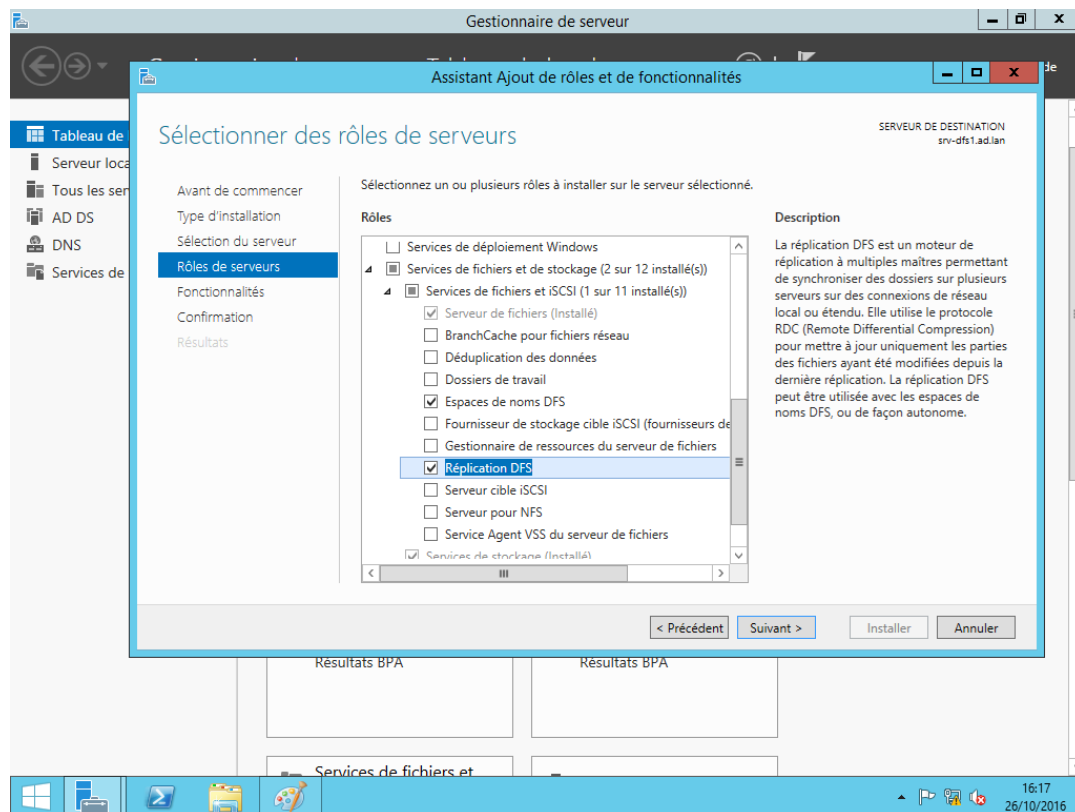 Gestionnaire de serveur
Assistant Ajout de rôles et de fonctionnalités
Tableau de
Serveur loca
Tous les ser
AD DS
DNS
Services de
Sélectionner des rôles de serveurs
SERVEUR DE DESTINATION
srv-dfs1.ad.lan
Avant de commencer
Type d'installation
Sélection du serveur
Rôles de serveurs
Fonctionnalités
Confirmation
Résultats
Sélectionnez un ou plusieurs rôles à installer sur le serveur sélectionné.
Rôles
Services de déploiement Windows
Services de fichiers et de stockage (2 sur 12 installé(s))
Services de fichiers et iSCSI (1 sur 11 installé(s))
Serveur de fichiers (Installé)
BranchCache pour fichiers réseau
Déduplication des données
Dossiers de travail
Espaces de noms DFS
Fournisseur de stockage cible iSCSI (fournisseurs de
Gestionnaire de ressources du serveur de fichiers
Réplication DFS
Serveur cible iSCSI
Serveur pour NFS
Service Agent VSS du serveur de fichiers
Services de stockage (Installé)
Description
La réplication DFS est un moteur de
réplication à multiples maîtres permettant
de synchroniser des dossiers sur plusieurs
serveurs sur des connexions de réseau
local ou étendu. Elle utilise le protocole
RDC (Remote Differential Compression)
pour mettre à jour uniquement les parties
des fichiers ayant été modifiées depuis la
dernière réplication. La réplication DFS
peut être utilisée avec les espaces de
noms DFS, ou de façon autonome.
< Précédent
Suivant >
Installer
Annuler
Résultats BPA
Résultats BPA
Services de fichiers et
16:17
26/10/2016